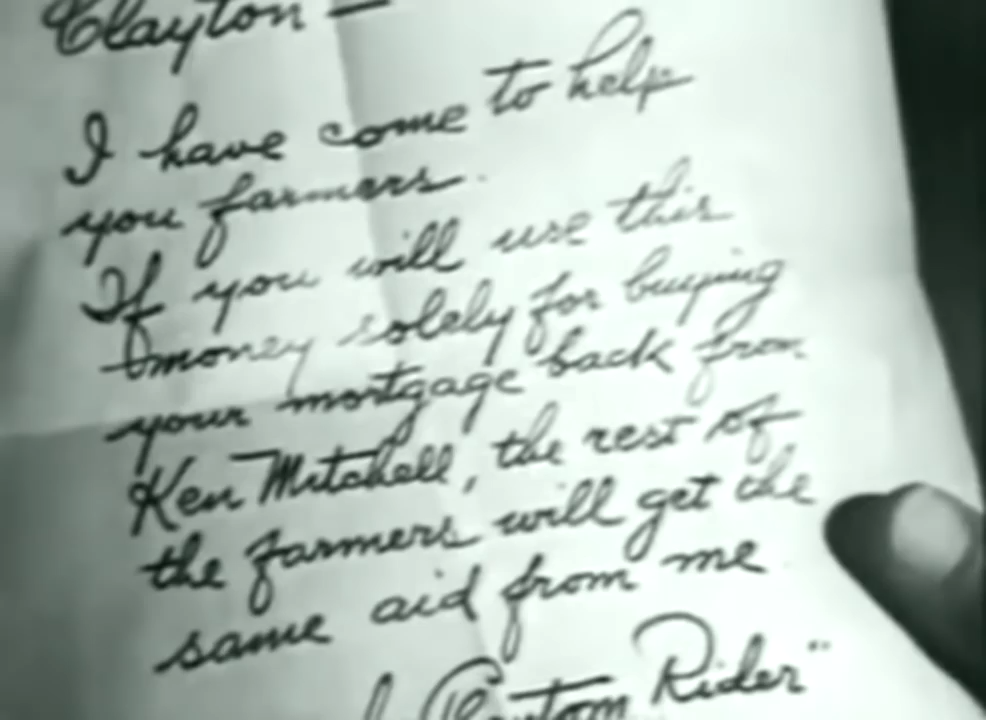 Clayton —
I have come to help
you farmers.
If you will use this
money solely for buying
your mortgage back from
Ken Mitchell, the rest of
the farmers will get the
same aid from me
Rider"